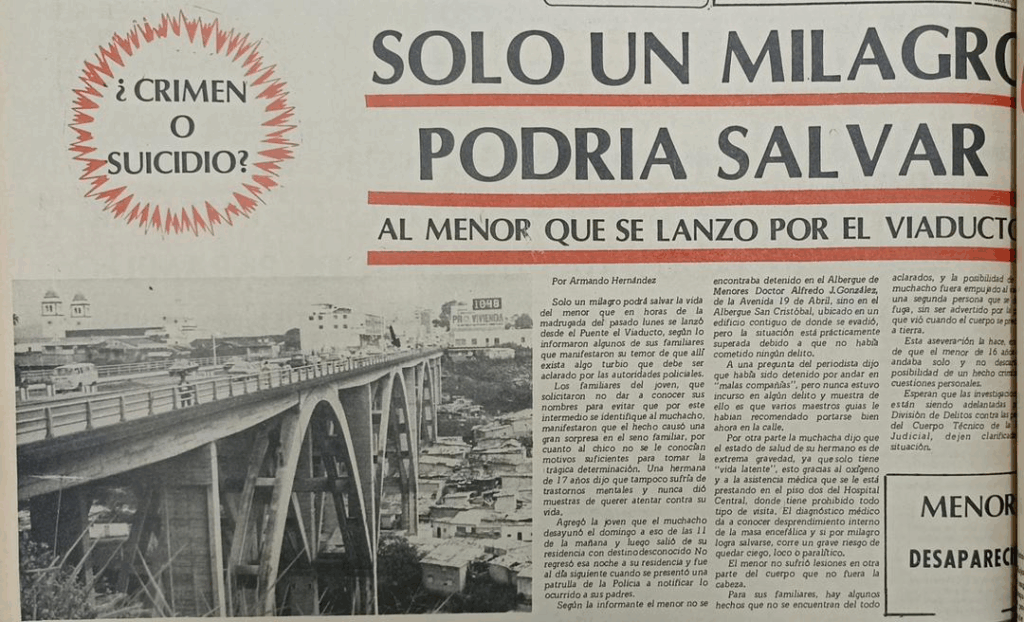 ¿ CRIMEN
O
SUICIDIO?
SOLO UN MILAGRO
PODRIA SALVAR
AL MENOR QUE SE LANZO POR EL VIADUCTO
1048
Por Armando Hernández
Solo un milagro podrá salvar la vida
del menor que en horas de la
madrugada del pasado lunes se lanzó
desde el Puente el Viaducto, según lo
informaron algunos de sus familiares
que manifestaron su temor de que allí
exista algo turbio que debe ser
aclarado por las autoridades policiales.
Los familiares del joven, que
solicitaron no dar a conocer sus
nombres para evitar que por este
intermedio se identifique al muchacho,
manifestaron que el hecho causó una
gran sorpresa en el seno familiar, por
cuanto al chico no se le conocían
motivos suficientes para tomar la
trágica determinación. Una hermana
de 17 años dijo que tampoco sufría de
trastornos mentales y nunca dió
muestras de querer atentar contra su
vida.
Agregó la joven que el muchacho
desayunó el domingo a eso de las 11
de la mañana y luego salió de su
residencia con destino desconocido No
regresó esa noche a su residencia y fue
al día siguiente cuando se presentó una
patrulla de la Policia a notificar lo
ocurrido a sus padres.
Según la informante el menor no se
encontraba detenido en el Albergue de
Menores Doctor Alfredo J.González,
de la Avenida 19 de Abril, sino en el
Albergue San Cristóbal, ubicado en un
edificio contiguo de donde se evadió,
pero la situación está prácticamente
superada debido a que no había
cometido ningún delito.
A una pregunta del periodista dijo
que había sido detenido por andar en
"malas compañías", pero nunca estuvo
incurso en algún delito y muestra de
ello es que varios maestros guías le
habian recomendado portarse bien
ahora en la calle.
Por otra parte la muchacha dijo que
el estado de salud de su hermano es de
extrema gravedad, ya que solo tiene
"vida latente", esto gracias al oxígeno
y a la asistencia médica que se le está
prestando en el piso dos del Hospital
Central, donde tiene prohibido todo
tipo de visita. El diagnóstico médico
da a conocer desprendimiento interno
de la masa encefálica y si por milagro
logra salvarse, corre un grave riesgo de
quedar ciego, loco o paralítico.
El menor no sufrió lesiones en otra
parte del cuerpo que no fuera la
cabeza.
Para sus familiares, hay algunos
hechos que no se encuentran del todo
aclarados, y la posibilidad
muchacho fuera empujado al
una segunda persona que se
fuga, sin ser advertido por la
que vió cuando el cuerpo se
a tierra.
Esta aseveración la hace,
de que el menor de 16 años
andaba solo y no
posibilidad de un hecho
cuestiones personales.
Esperan que las
están siendo adelantadas
División de Delitos contra las
del Cuerpo Técnico de la
Judicial, dejen
situación.
MENOR